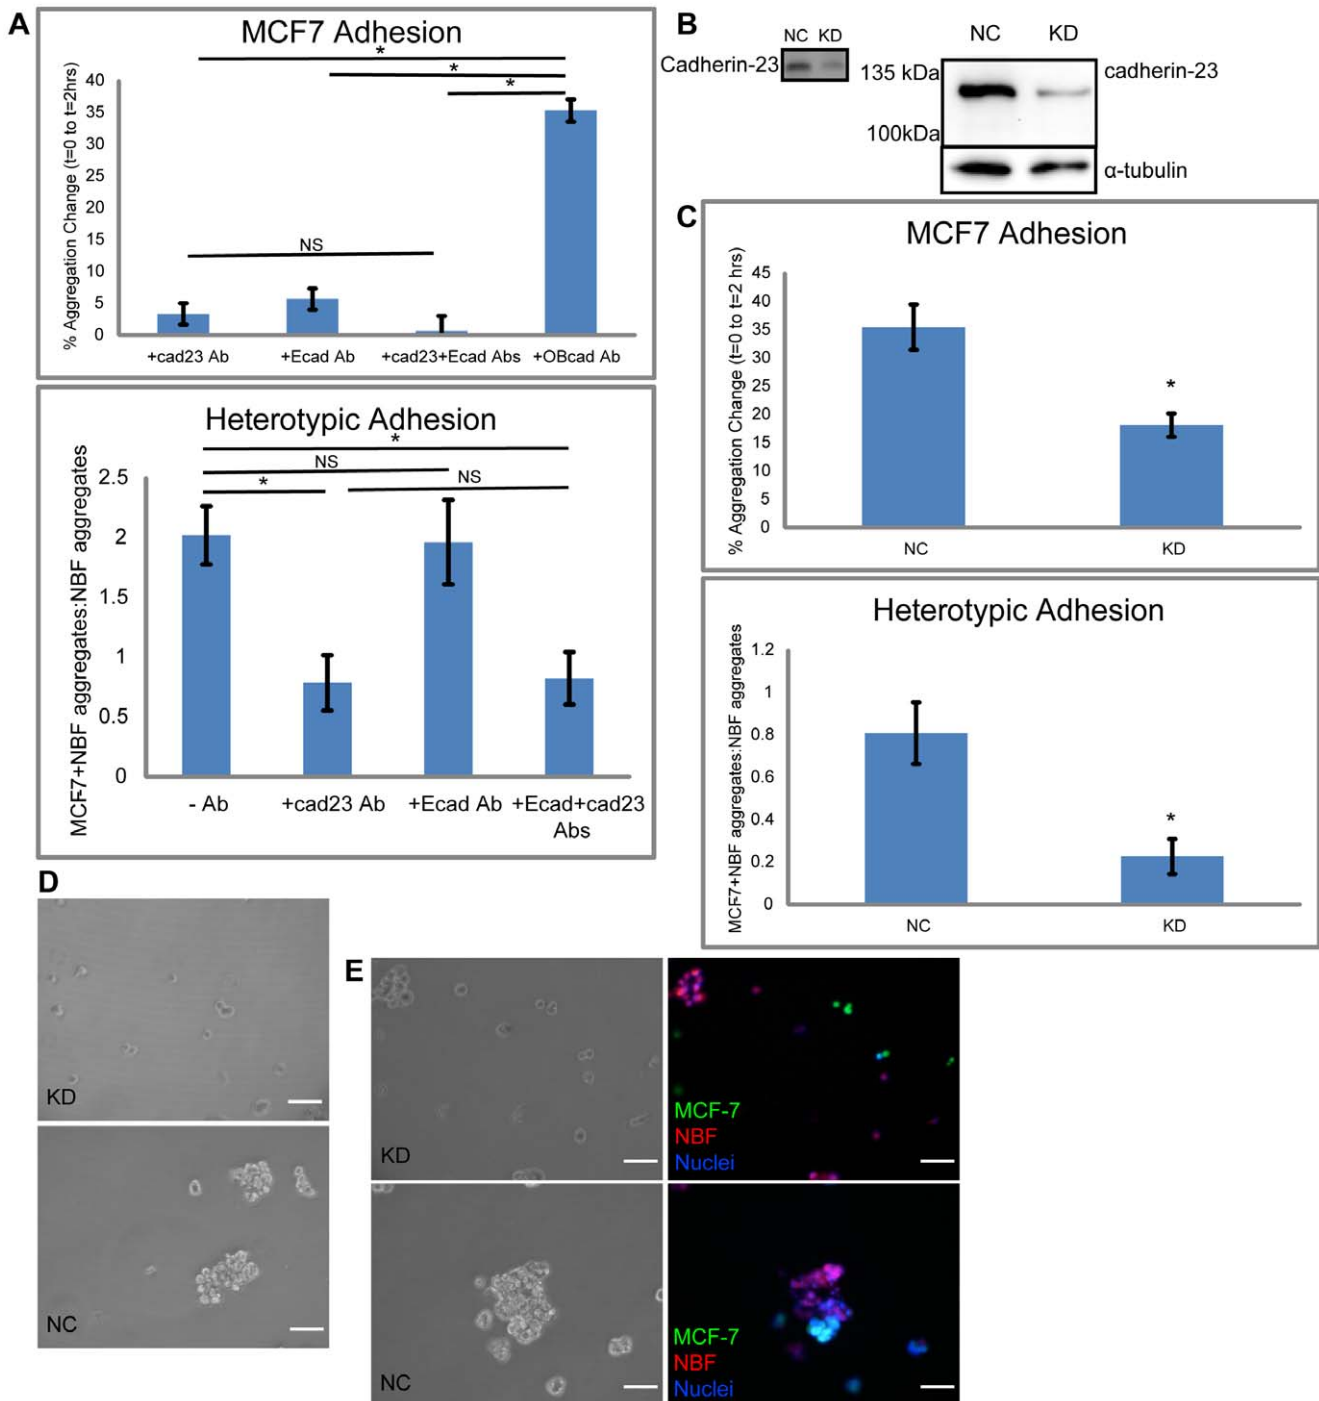 A
MCF7 Adhesion
*
*
*
NS
% Aggregation Change (t=0 to t=2hrs)
40
35
30
25
20
15
10
5
0
+cad23 Ab
+Ecad Ab
+cad23+Ecad Abs
+OBcad Ab
Heterotypic Adhesion
*
NS
*
NS
MCF-7+NBF aggregates:NBF aggregates
2.5
2
1.5
1
0.5
0
- Ab
+cad23 Ab
+Ecad Ab
+Ecad+cad23
Abs
B
NC KD
Cadherin-23
NC KD
135 kDa
cadherin-23
100kDa
α-tubulin
C
MCF7 Adhesion
% Aggregation Change (t=0 to t=2 hrs)
45
40
35
30
25
20
15
10
5
0
*
NC
KD
Heterotypic Adhesion
MCF7+NBF aggregates:NBF aggregates
1.2
1
0.8
0.6
0.4
0.2
0
*
NC
KD
D
KD
NC
E
KD
MCF-7
NBF
Nuclei
NC
MCF-7
NBF
Nuclei